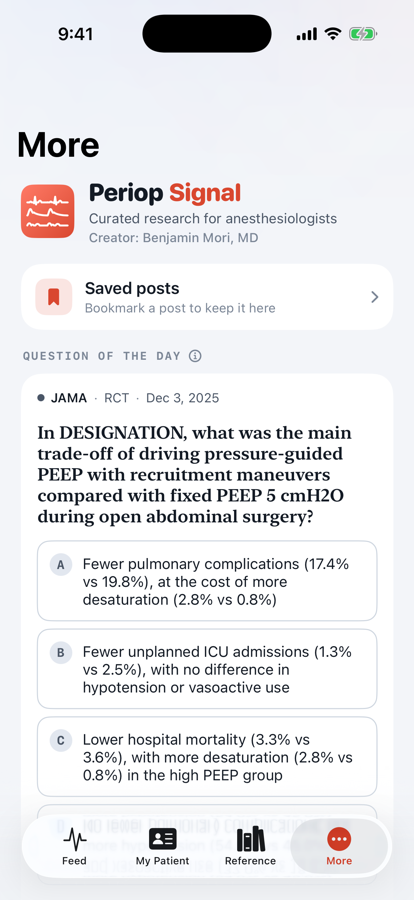 9:41
More
Periop Signal
Curated research for anesthesiologists
Creator: Benjamin Mori, MD
Saved posts
Bookmark a post to keep it here
QUESTION OF THE DAY
JAMA · RCT · Dec 3, 2025
In DESIGNATION, what was the main
trade-off of driving pressure-guided
PEEP with recruitment maneuvers
compared with fixed PEEP 5 cmH2O
during open abdominal surgery?
A
Fewer pulmonary complications (17.4%
vs 19.8%), at the cost of more
desaturation (2.8% vs 0.8%)
B
Fewer unplanned ICU admissions (1.3%
vs 2.5%), with no difference in
hypotension or vasoactive use
C
Lower hospital mortality (3.3% vs
3.6%), with more desaturation (2.8% vs
0.8%) in the high PEEP group
Feed
My Patient
Reference
More